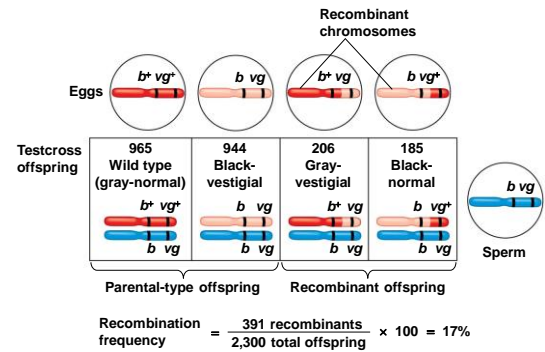 Recombinant
chromosomes
b+ vg+
b vg
b+ vg
b vg+
Eggs
Testcross
offspring
965
Wild type
(gray-normal)
944
Black-
vestigial
206
Gray-
vestigial
185
Black-
normal
b+ vg+
b vg
b vg
b vg
b+ vg
b vg
b vg+
b vg
b vg
Sperm
Parental-type offspring
Recombinant offspring
Recombination
frequency
= 391 recombinants
2,300 total offspring
× 100 = 17%